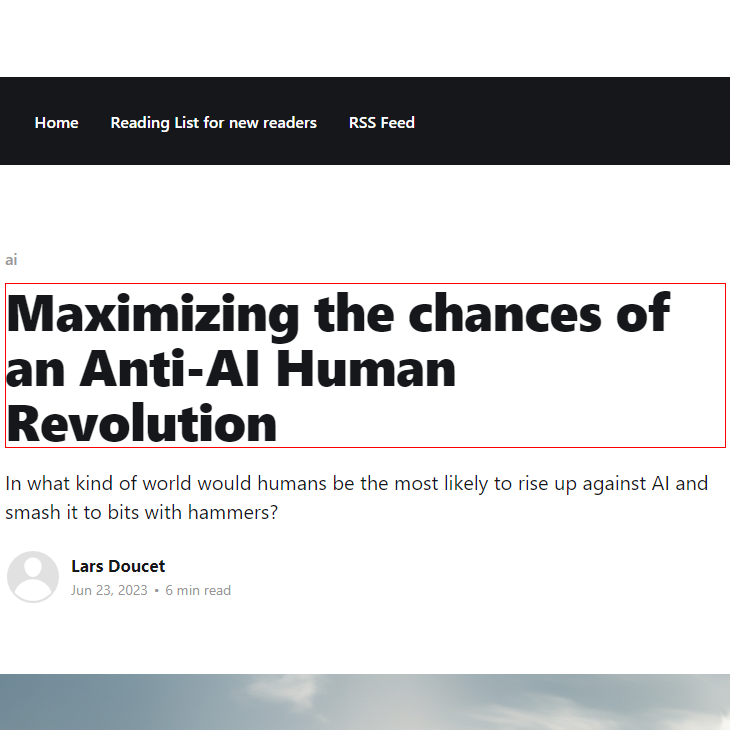 Home Reading List for new readers RSS Feed
ai
Maximizing the chances of
an Anti-AI Human
Revolution
In what kind of world would humans be the most likely to rise up against AI and
smash it to bits with hammers?
Lars Doucet
Jun 23, 2023 • 6 min read